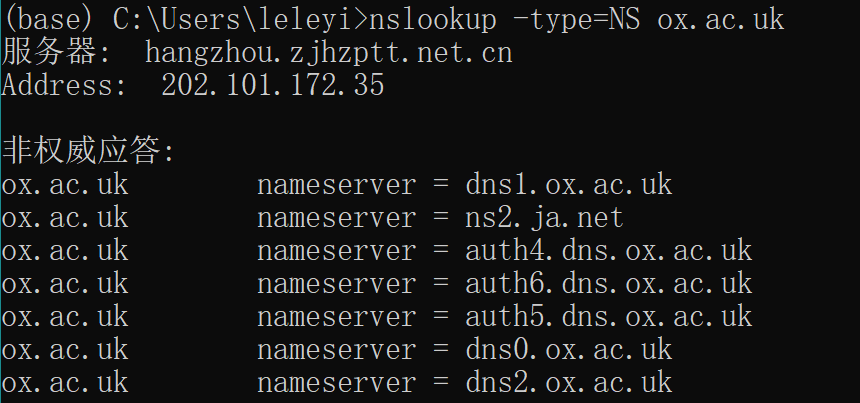 (base) C:\Users\leleyi>nslookup -type=NS ox.ac.uk
服务器:  hangzhou.zjhzptt.net.cn
Address:  202.101.172.35

非权威应答:
ox.ac.uk        nameserver = dns1.ox.ac.uk
ox.ac.uk        nameserver = ns2.ja.net
ox.ac.uk        nameserver = auth4.dns.ox.ac.uk
ox.ac.uk        nameserver = auth6.dns.ox.ac.uk
ox.ac.uk        nameserver = auth5.dns.ox.ac.uk
ox.ac.uk        nameserver = dns0.ox.ac.uk
ox.ac.uk        nameserver = dns2.ox.ac.uk